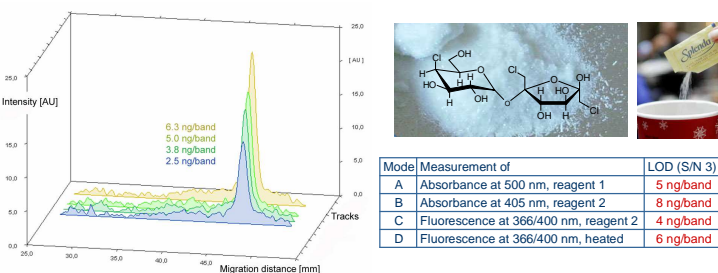 25,0
[AU]
20,0
15,0
10,0
5,0
0,0
Tracks
25,0
Intensity [AU]
15,0
10,0
5,0
0,0
25,0
30,0
35,0
40,0
45,0
Migration distance [mm]
6.3 ng/band
5.0 ng/band
3.8 ng/band
2.5 ng/band
OH
Cl
H
H
O
HO
H
H
OH
H
O
Cl
O
OH
H
HO
H
Cl
OH
H
Splenda
Mode Measurement of LOD (S/N 3)
A Absorbance at 500 nm, reagent 1 5 ng/band
B Absorbance at 405 nm, reagent 2 8 ng/band
C Fluorescence at 366/400 nm, reagent 2 4 ng/band
D Fluorescence at 366/400 nm, heated 6 ng/band